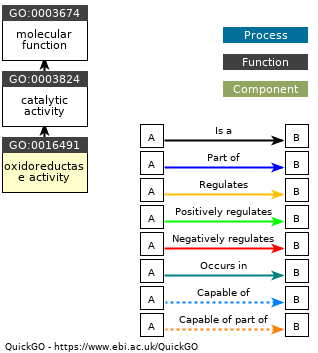 GO:0003674
molecular
function
GO:0003824
catalytic
activity
GO:0016491
oxidoreductas
e activity
Process
Function
Component
A Is a B
A Part of B
A Regulates B
A Positively regulates B
A Negatively regulates B
A Occurs in B
A Capable of B
A Capable of part of B
QuickGO - https://www.ebi.ac.uk/QuickGO